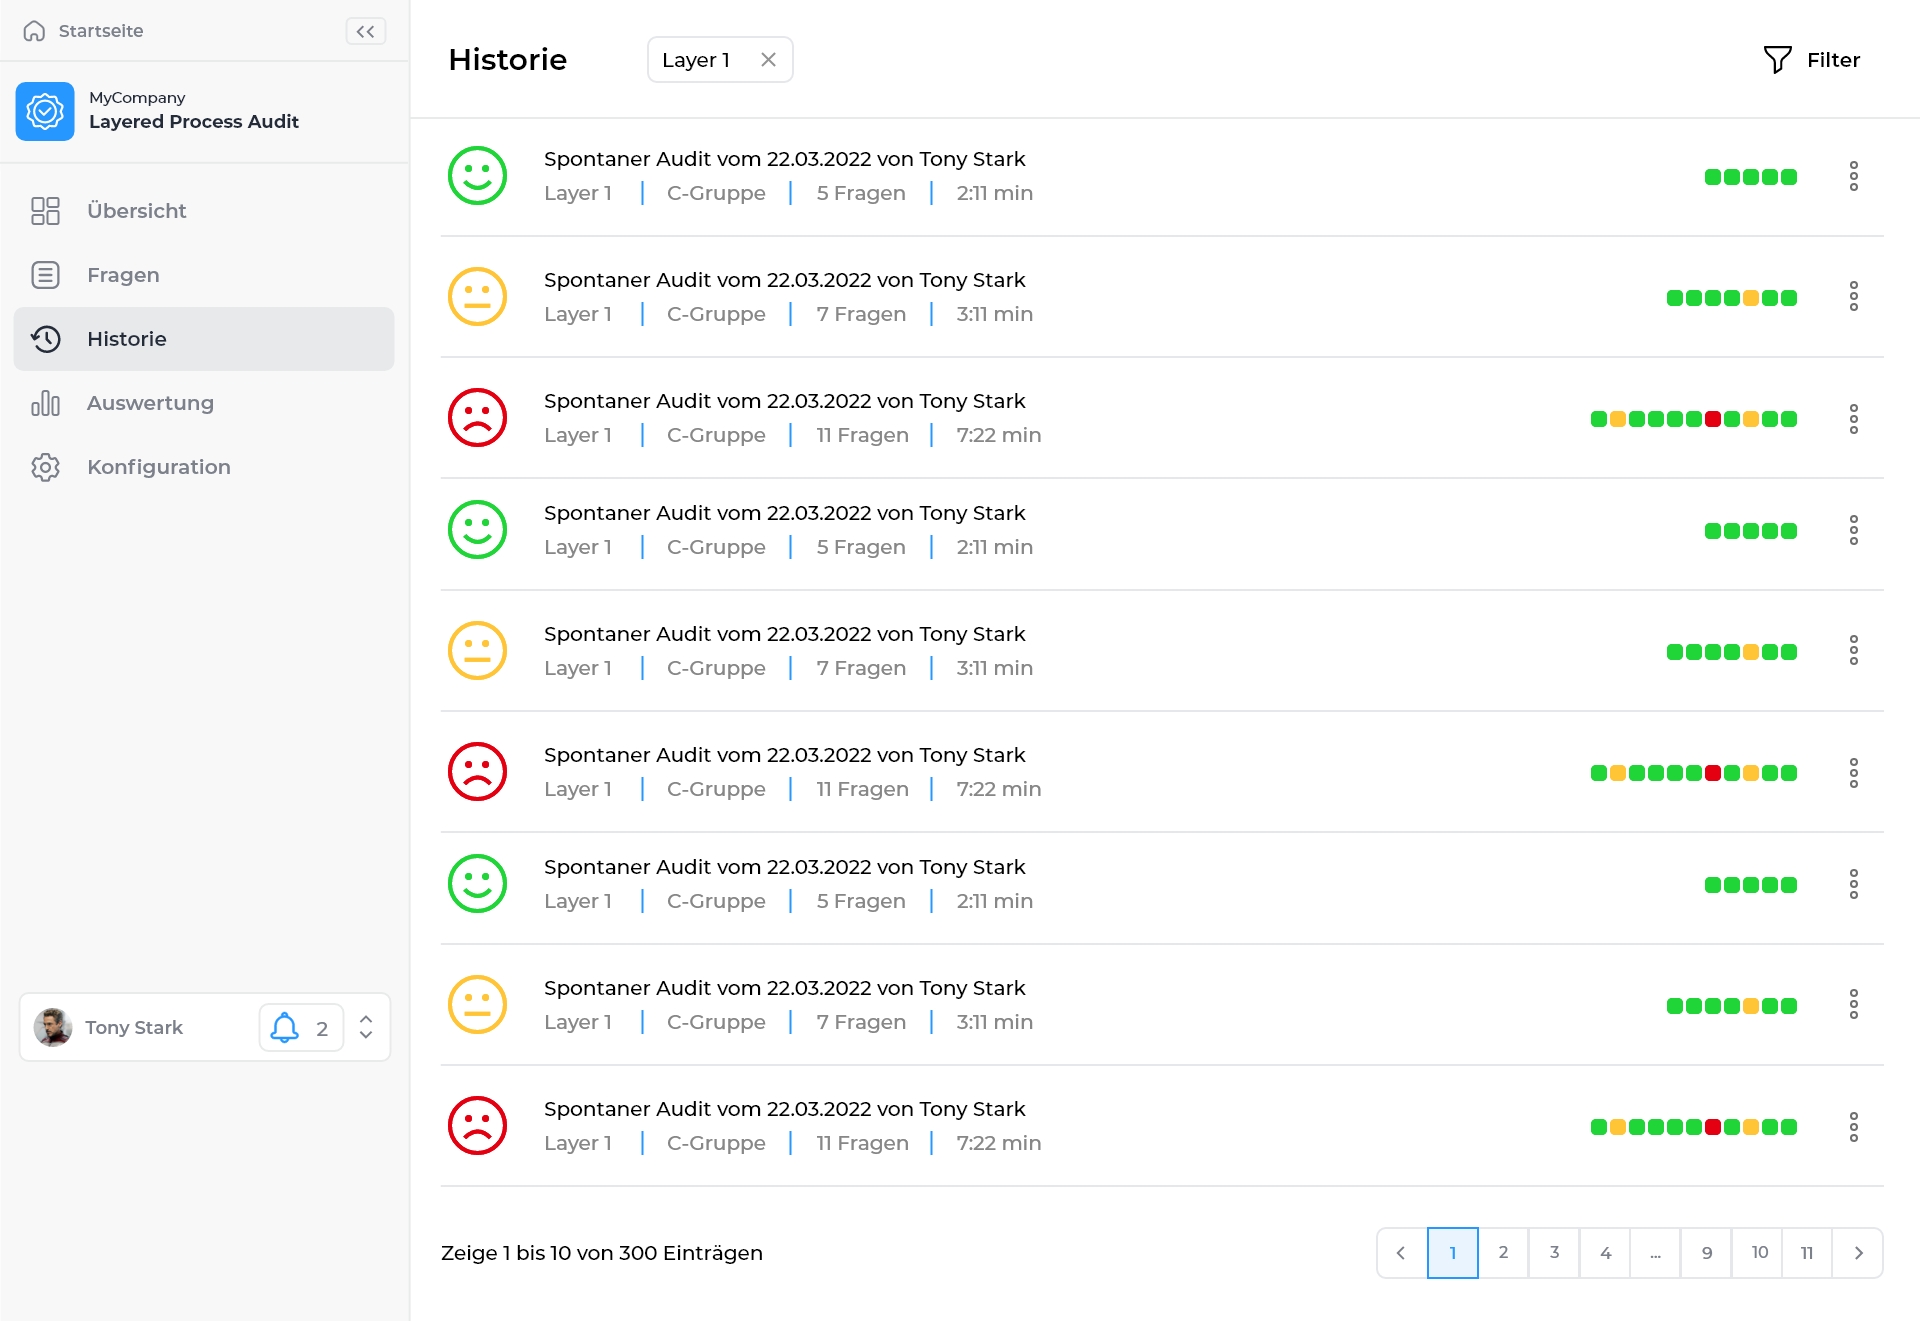 Startseite
MyCompany
Layered Process Audit
Übersicht
Fragen
Historie
Auswertung
Konfiguration
Tony Stark
2
Historie
Layer 1
Filter
Spontaner Audit vom 22.03.2022 von Tony Stark
Layer 1 | C-Gruppe | 5 Fragen | 2:11 min
Spontaner Audit vom 22.03.2022 von Tony Stark
Layer 1 | C-Gruppe | 7 Fragen | 3:11 min
Spontaner Audit vom 22.03.2022 von Tony Stark
Layer 1 | C-Gruppe | 11 Fragen | 7:22 min
Spontaner Audit vom 22.03.2022 von Tony Stark
Layer 1 | C-Gruppe | 5 Fragen | 2:11 min
Spontaner Audit vom 22.03.2022 von Tony Stark
Layer 1 | C-Gruppe | 7 Fragen | 3:11 min
Spontaner Audit vom 22.03.2022 von Tony Stark
Layer 1 | C-Gruppe | 11 Fragen | 7:22 min
Spontaner Audit vom 22.03.2022 von Tony Stark
Layer 1 | C-Gruppe | 5 Fragen | 2:11 min
Spontaner Audit vom 22.03.2022 von Tony Stark
Layer 1 | C-Gruppe | 7 Fragen | 3:11 min
Spontaner Audit vom 22.03.2022 von Tony Stark
Layer 1 | C-Gruppe | 11 Fragen | 7:22 min
Zeige 1 bis 10 von 300 Einträgen
1 2 3 4 ... 9 10 11